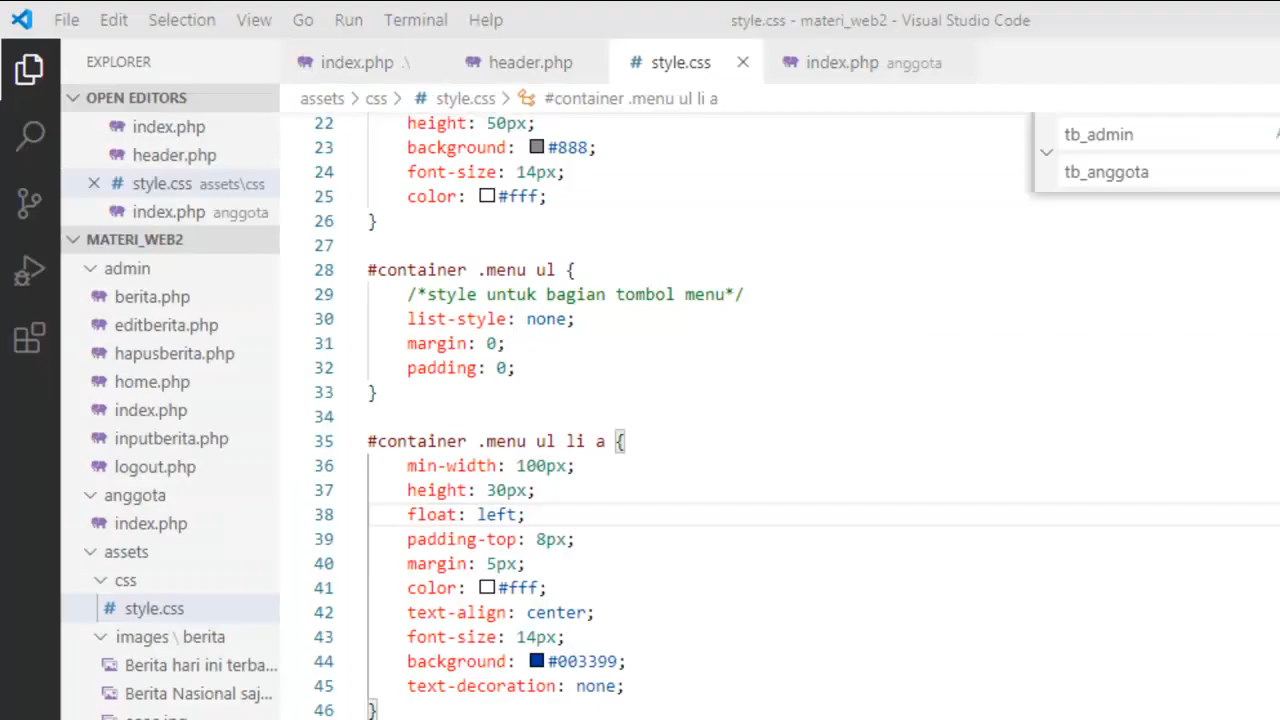 File Edit Selection View Go Run Terminal Help
style.css - materi_web2 - Visual Studio Code
EXPLORER
OPEN EDITORS
index.php
header.php
style.css assets\css
index.php anggota
MATERI_WEB2
admin
berita.php
editberita.php
hapusberita.php
home.php
index.php
inputberita.php
logout.php
anggota
index.php
assets
css
# style.css
images \ berita
Berita hari ini terba...
Berita Nasional saj...
index.php .\
header.php
# style.css
index.php anggota
assets > css > # style.css > #container .menu ul li a
22 height: 50px;
23 background: #888;
24 font-size: 14px;
25 color: #fff;
26 }
27
28 #container .menu ul {
29 /*style untuk bagian tombol menu*/
30 list-style: none;
31 margin: 0;
32 padding: 0;
33 }
34
35 #container .menu ul li a {
36 min-width: 100px;
37 height: 30px;
38 float: left;
39 padding-top: 8px;
40 margin: 5px;
41 color: #fff;
42 text-align: center;
43 font-size: 14px;
44 background: #003399;
45 text-decoration: none;
46 }
tb_admin
tb_anggota